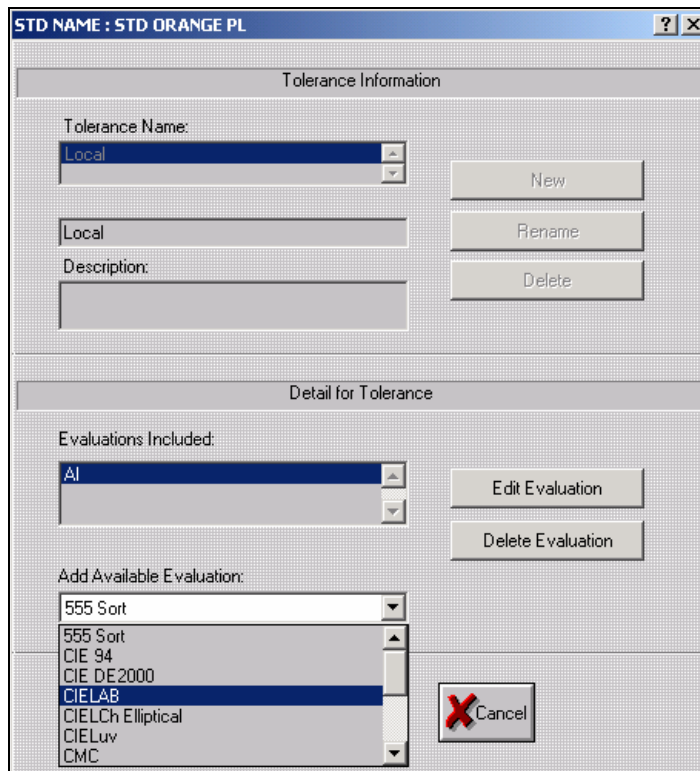 STD NAME : STD ORANGE PL
Tolerance Information
Tolerance Name:
Local
New
Local
Rename
Description:
Delete
Detail for Tolerance
Evaluations Included:
AI
Edit Evaluation
Delete Evaluation
Add Available Evaluation:
555 Sort
555 Sort
CIE 94
CIE DE2000
CIELAB
CIELCh Elliptical
CIELuv
CMC
Cancel